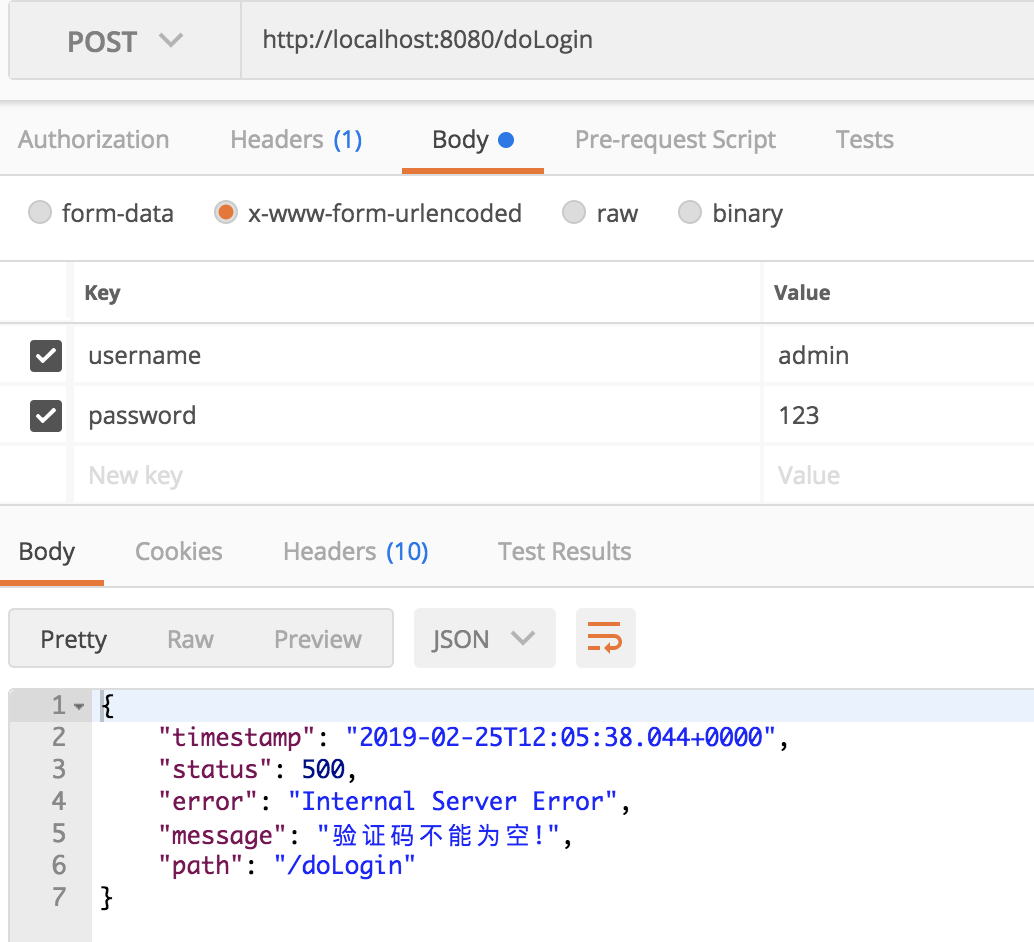 POST http://localhost:8080/doLogin
Authorization Headers (1) Body Pre-request Script Tests
form-data x-www-form-urlencoded raw binary
Key Value
username admin
password 123
New key Value
Body Cookies Headers (10) Test Results
Pretty Raw Preview JSON
1 {
2 "timestamp": "2019-02-25T12:05:38.044+0000",
3 "status": 500,
4 "error": "Internal Server Error",
5 "message": "验证码不能为空!",
6 "path": "/doLogin"
7 }